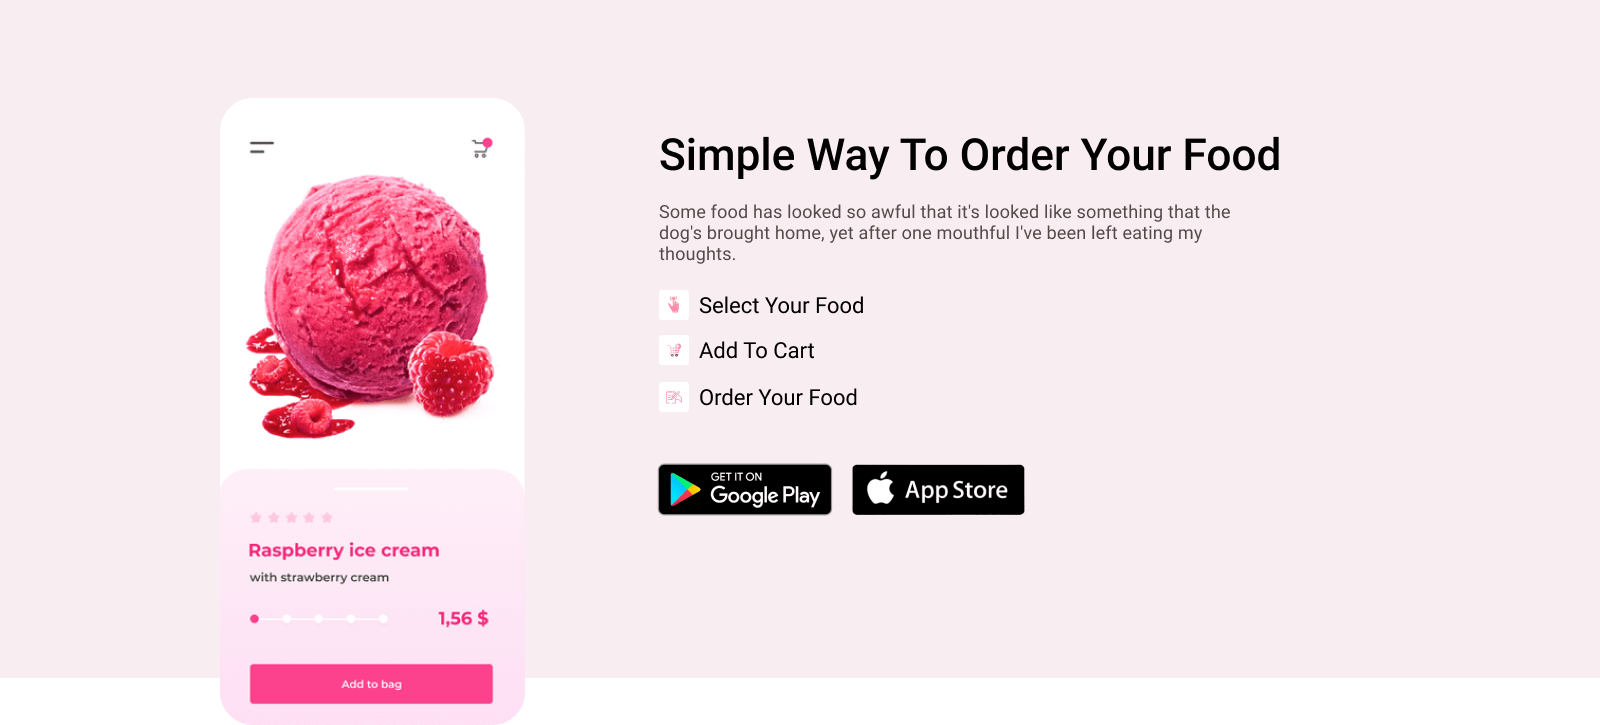 Simple Way To Order Your Food
Some food has looked so awful that it's looked like something that the
dog's brought home, yet after one mouthful I've been left eating my
thoughts.
Select Your Food
Add To Cart
Order Your Food
GET IT ON
Google Play
App Store
Raspberry ice cream
with strawberry cream
1,56 $
Add to bag